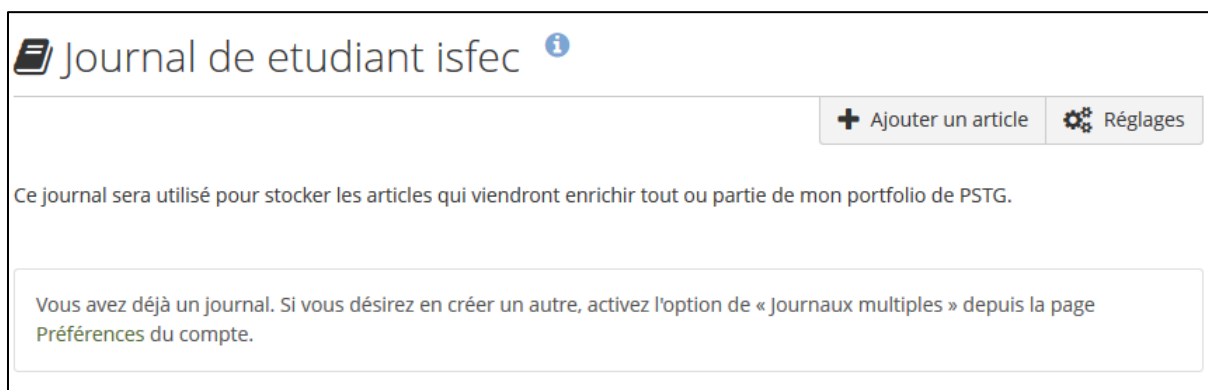 Journal de etudiant isfec
Ajouter un article
Réglages
Ce journal sera utilisé pour stocker les articles qui viendront enrichir tout ou partie de mon portfolio de PSTG.
Vous avez déjà un journal. Si vous désirez en créer un autre, activez l'option de « Journaux multiples » depuis la page
Préférences du compte.